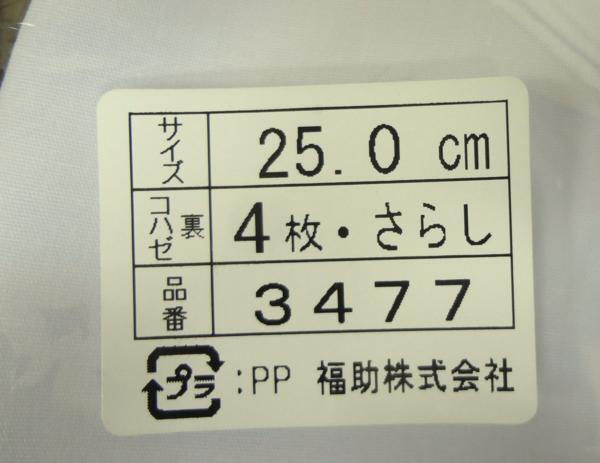 サイズ 25.0 cm
コハゼ裏 4枚・さらし
品番 3477
プラ :PP 福助株式会社